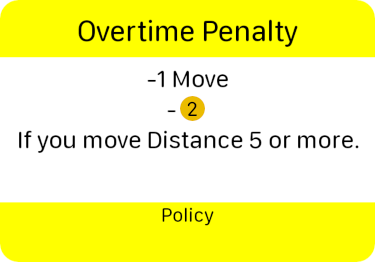 Overtime Penalty
-1 Move
- 2
If you move Distance 5 or more.
Policy